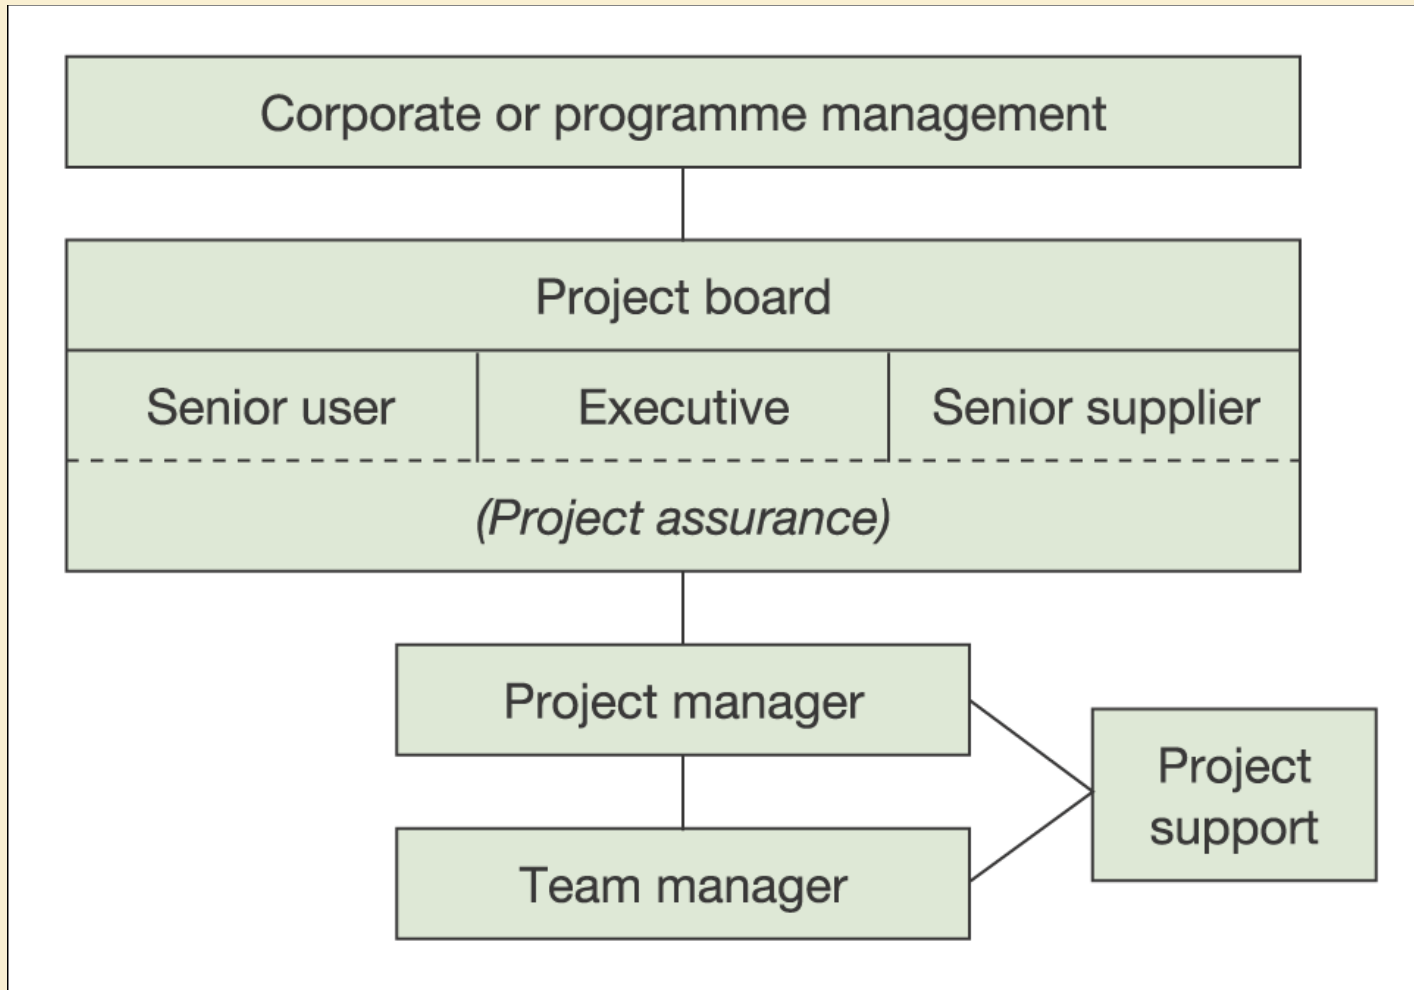 Corporate or programme management
Project board
Senior user
Executive
Senior supplier
(Project assurance)
Project manager
Project
support
Team manager